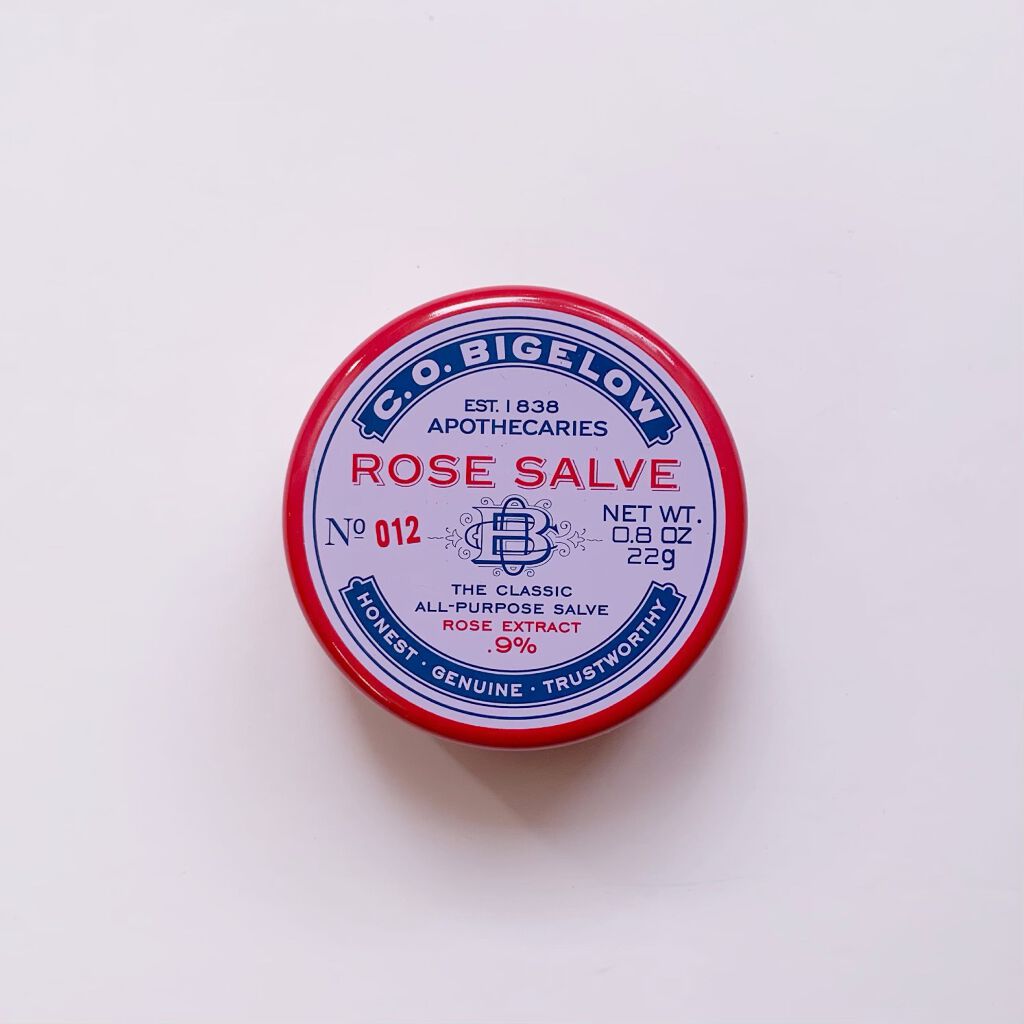 C. O. BIGELOW
EST. 1838
APOTHECARIES
ROSE SALVE
Nº 012
CB
NET WT.
0.8 OZ
22g
THE CLASSIC
ALL-PURPOSE SALVE
ROSE EXTRACT
.9%
HONEST · GENUINE · TRUSTWORTHY